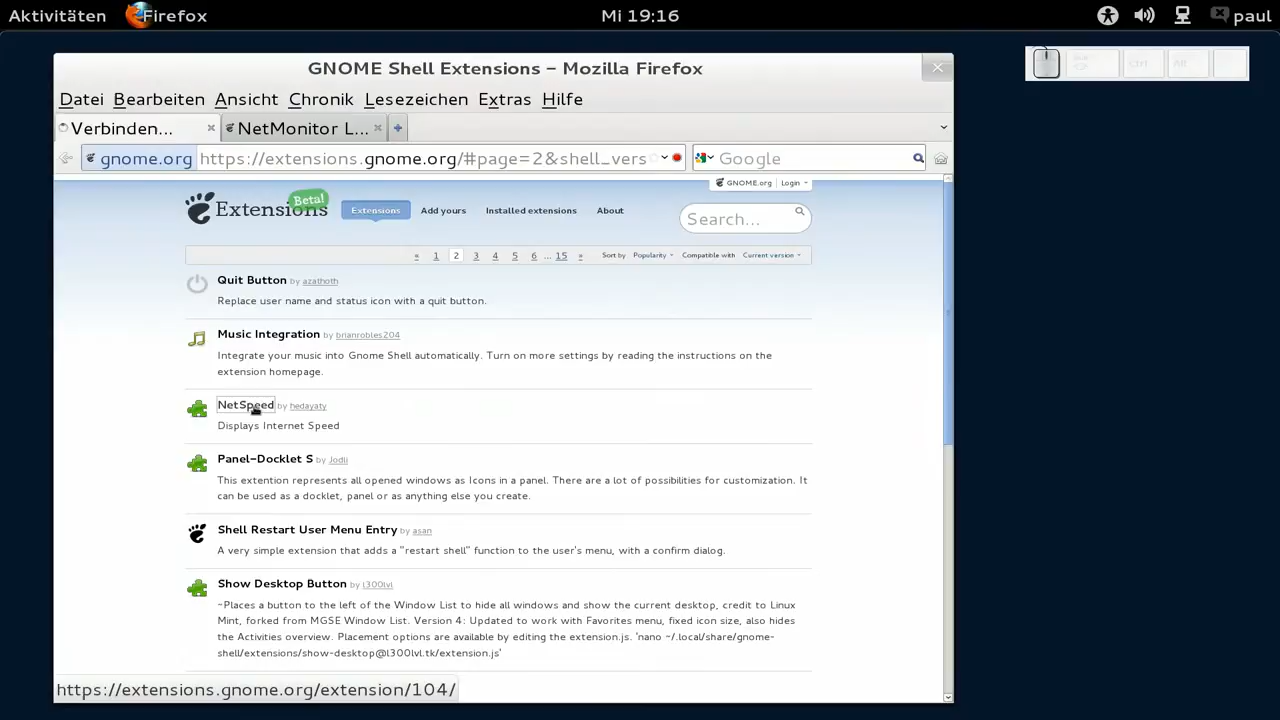 Aktivitäten Firefox Mi 19:16 paul
GNOME Shell Extensions - Mozilla Firefox
Datei Bearbeiten Ansicht Chronik Lesezeichen Extras Hilfe
Verbinden... NetMonitor L...
gnome.org https://extensions.gnome.org/#page=2&shell_vers Google
GNOME.org Login
Extensions Beta! Extensions Add yours Installed extensions About Search...
« 1 2 3 4 5 6 ... 15 » Sort by Popularity Compatible with Current version
Quit Button by azathoth
Replace user name and status icon with a quit button.
Music Integration by brianrobles204
Integrate your music into Gnome Shell automatically. Turn on more settings by reading the instructions on the
extension homepage.
NetSpeed by hedayaty
Displays Internet Speed
Panel-Docklet S by Jodli
This extention represents all opened windows as Icons in a panel. There are a lot of possibilities for customization. It
can be used as a docklet, panel or as anything else you create.
Shell Restart User Menu Entry by asan
A very simple extension that adds a "restart shell" function to the user's menu, with a confirm dialog.
Show Desktop Button by l300lvl
~Places a button to the left of the Window List to hide all windows and show the current desktop, credit to Linux
Mint, forked from MGSE Window List. Version 4: Updated to work with Favorites menu, fixed icon size, also hides
the Activities overview. Placement options are available by editing the extension.js. 'nano ~/.local/share/gnome-
shell/extensions/show-desktop@l300lvl.tk/extension.js'
https://extensions.gnome.org/extension/104/